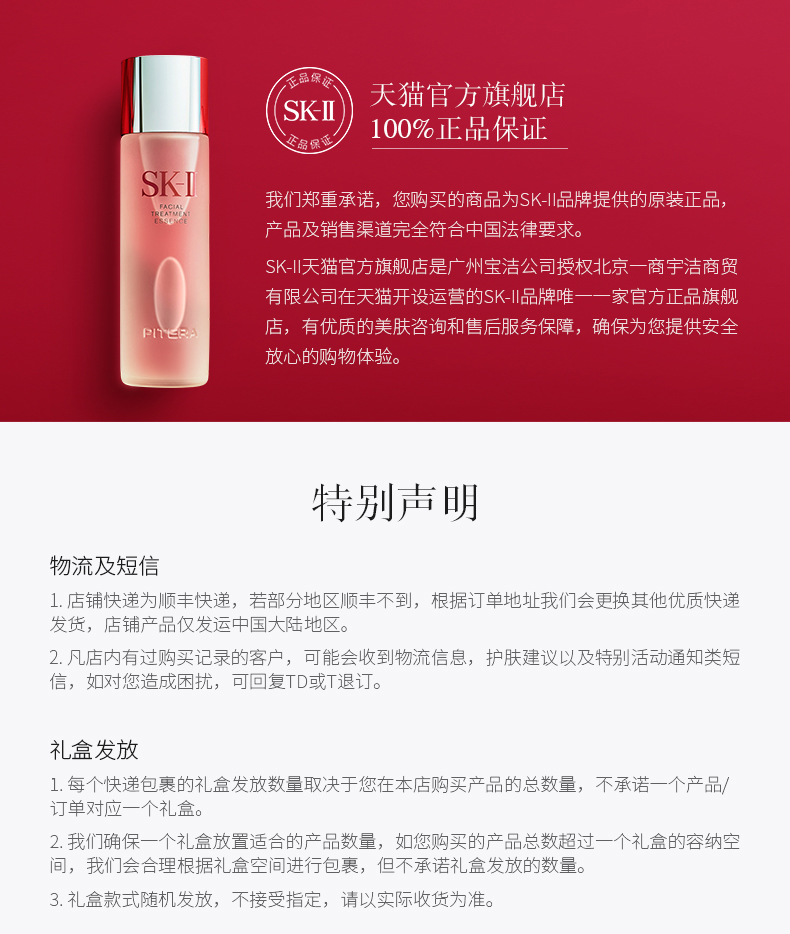 正品保证
SK-II
正品保证
天猫官方旗舰店
100%正品保证
SK-II
FACIAL
TREATMENT
ESSENCE
PITERA
我们郑重承诺，您购买的商品为SK-II品牌提供的原装正品，
产品及销售渠道完全符合中国法律要求。
SK-II天猫官方旗舰店是广州宝洁公司授权北京一商宇洁商贸
有限公司在天猫开设运营的SK-II品牌唯一一家官方正品旗舰
店，有优质的美肤咨询和售后服务保障，确保为您提供安全
放心的购物体验。
特别声明
物流及短信
1. 店铺快递为顺丰快递，若部分地区顺丰不到，根据订单地址我们会更换其他优质快递
发货，店铺产品仅发运中国大陆地区。
2. 凡店内有过购买记录的客户，可能会收到物流信息，护肤建议以及特别活动通知类短
信，如对您造成困扰，可回复TD或T退订。
礼盒发放
1. 每个快递包裹的礼盒发放数量取决于您在本店购买产品的总数量，不承诺一个产品/
订单对应一个礼盒。
2. 我们确保一个礼盒放置适合的产品数量，如您购买的产品总数超过一个礼盒的容纳空
间，我们会合理根据礼盒空间进行包裹，但不承诺礼盒发放的数量。
3. 礼盒款式随机发放，不接受指定，请以实际收货为准。